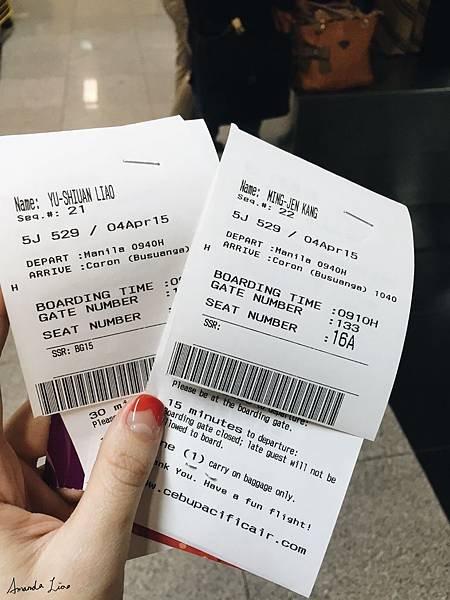 Name: YU-SHIUAN LIAO
Seq.#: 21
5J 529 / 04Apr15
DEPART :Manila 0940H
ARRIVE :Coron (Busuanga)
H
BOARDING TIME
GATE NUMBER
SEAT NUMBER
SSR: BG15
Name: MING-JEN KANG
Seq.#: 22
5J 529 / 04Apr15
DEPART :Manila 0940H
ARRIVE :Coron (Busuanga) 1040
H
BOARDING TIME :0910H
GATE NUMBER :133
SEAT NUMBER :16A
SSR:
30
Please be at the boarding gate.
15 minutes to departure:
boarding gate closed; late guest will not be
allowed to board.
(1) carry on baggage only.
You. Have a fun flight!
www.cebupacificair.com
Amanda Liao